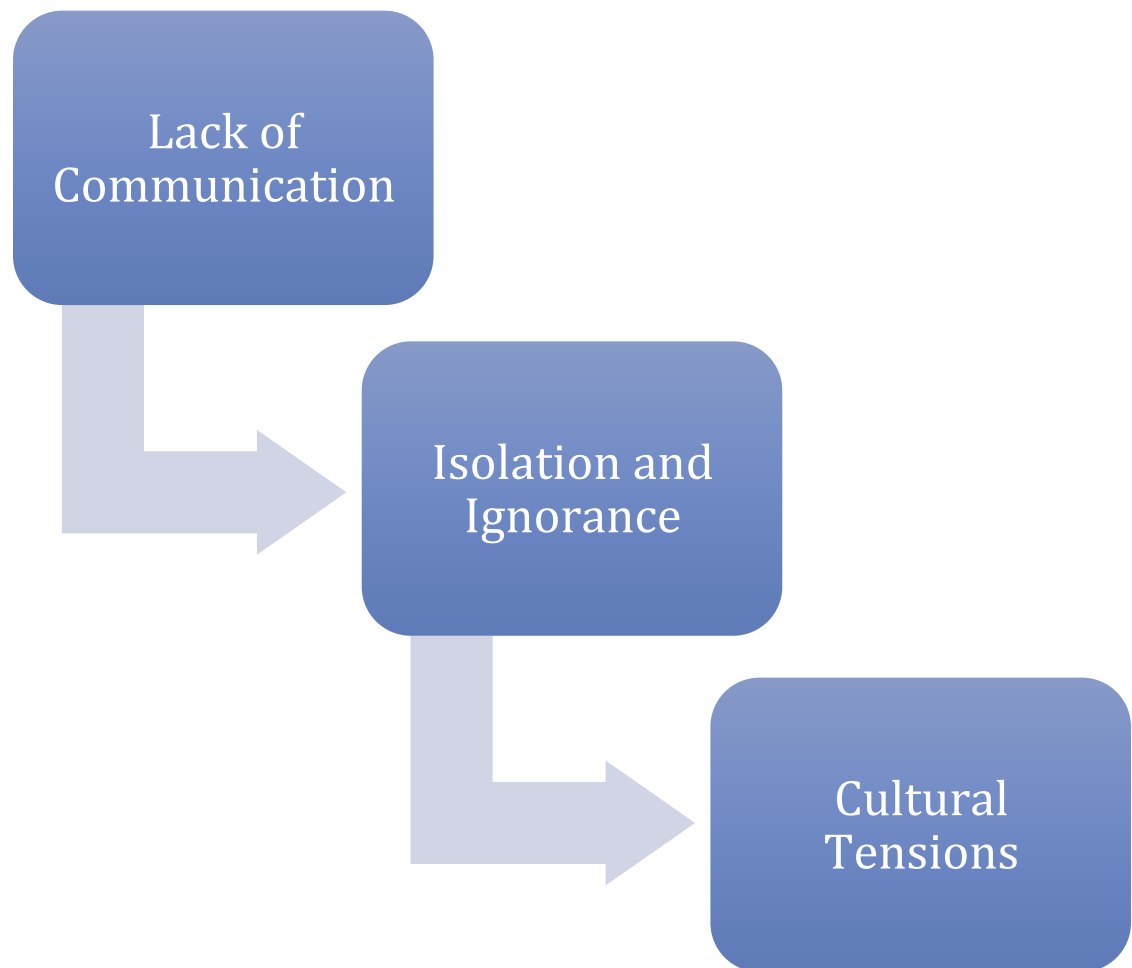 Lack of
Communication
Isolation and
Ignorance
Cultural
Tensions